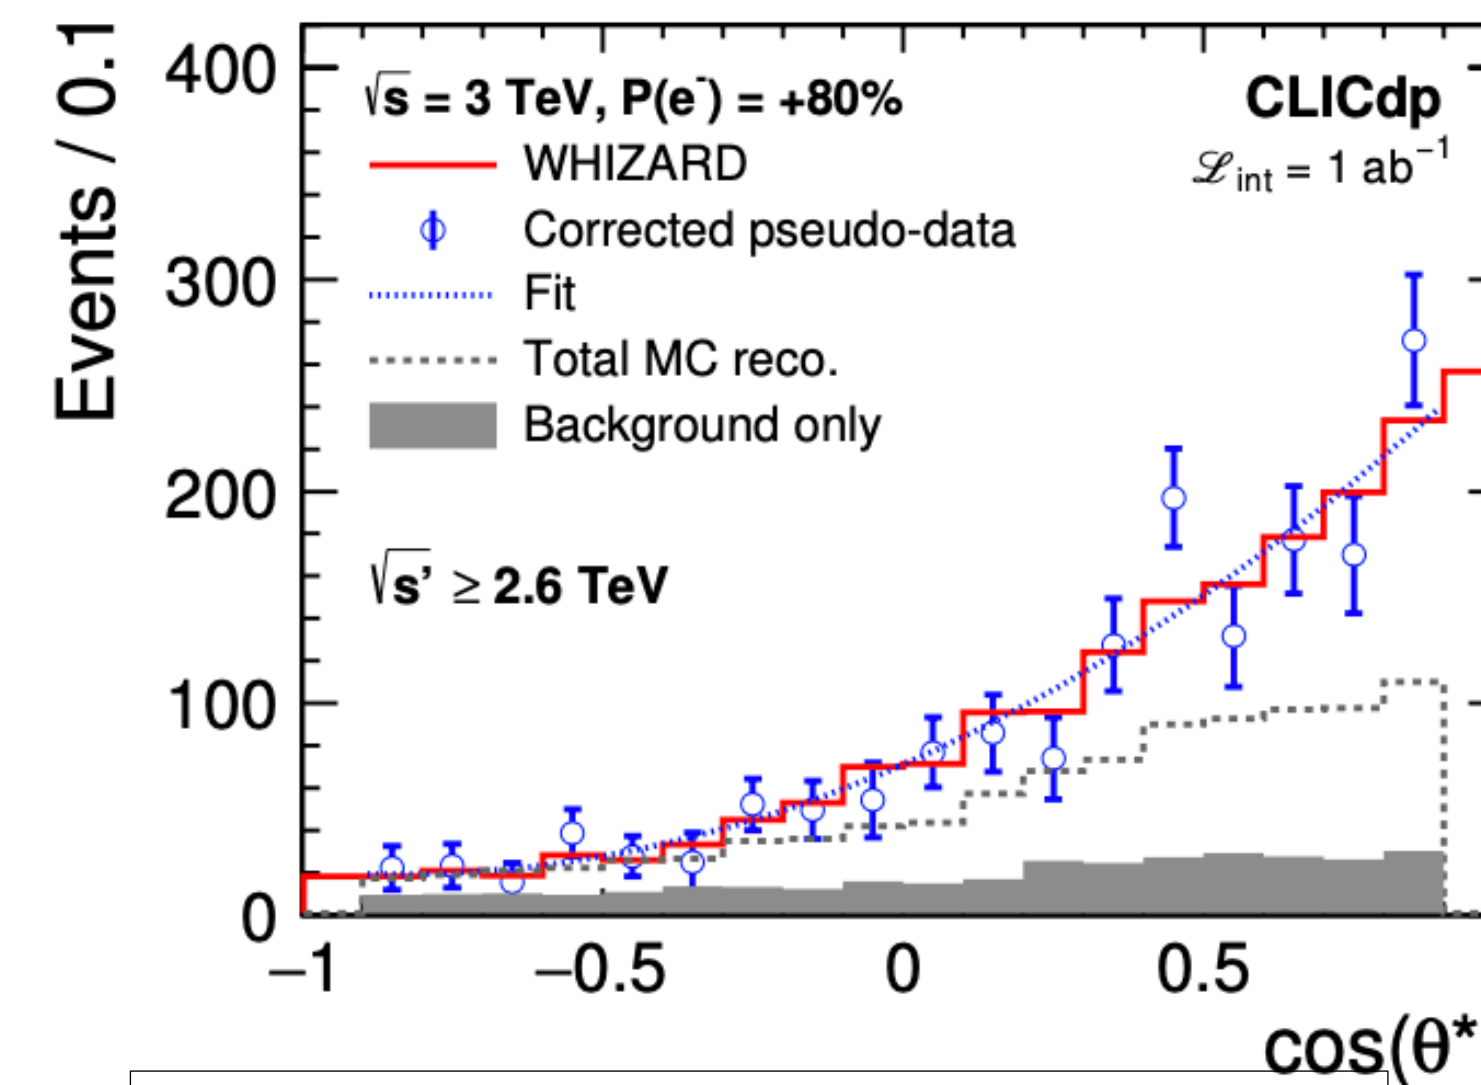 Events / 0.1
400
300
200
100
0
√s = 3 TeV, P(e⁻) = +80%
WHIZARD
Corrected pseudo-data
Fit
Total MC reco.
Background only
√s’ ≥ 2.6 TeV
CLICdp
ℒint = 1 ab⁻¹
−1 −0.5 0 0.5
cos(θ*